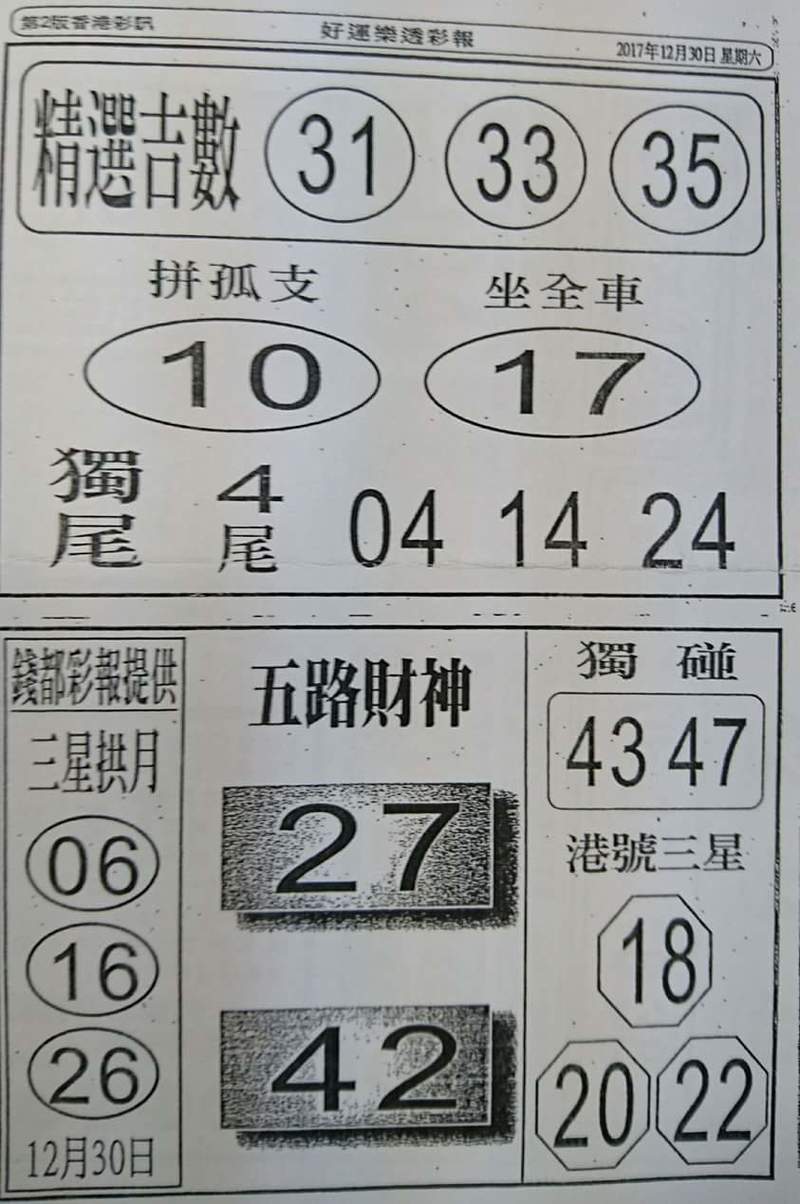 第2版香港彩訊 好運樂透彩報 2017年12月30日 星期六
精選吉數 31 33 35
拼孤支 坐全車
10 17
獨尾 4尾 04 14 24
錢都彩報提供
三星拱月
06
16
26
12月30日
五路財神
27
42
獨碰
43 47
港號三星
18
20 22